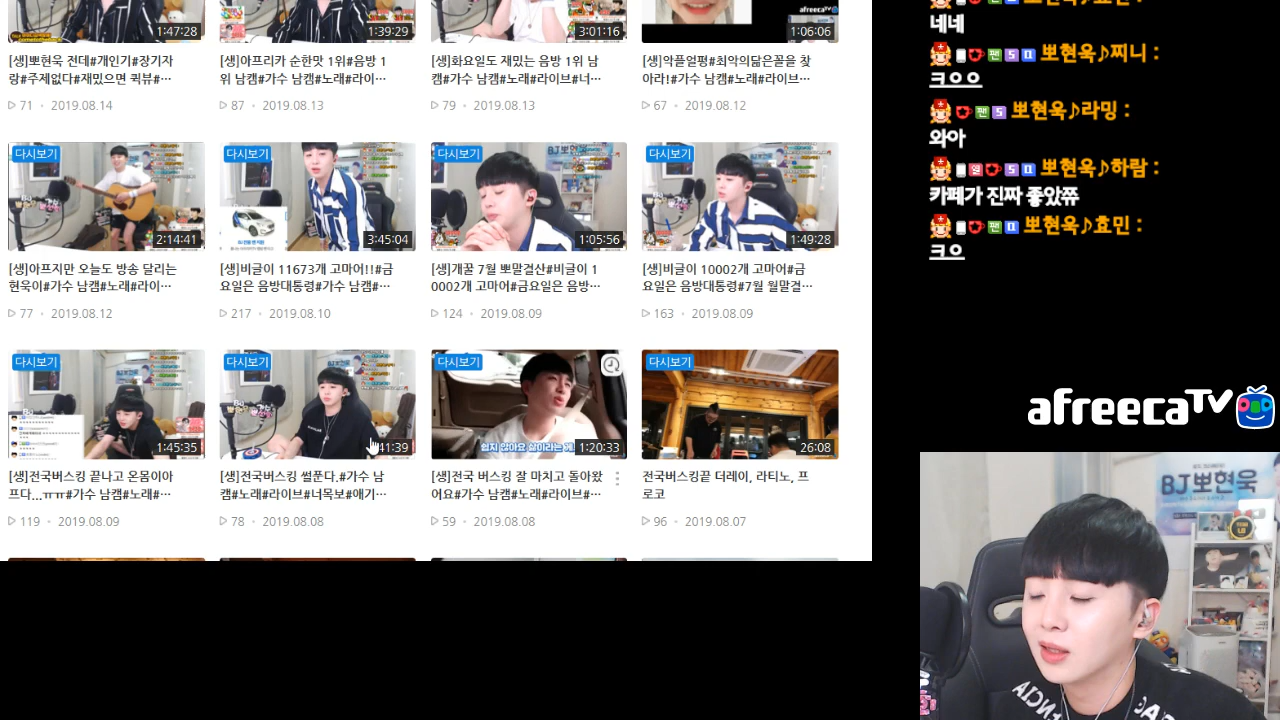 1:47:28
1:39:29
3:01:16
afreecaTV
1:06:06
[생]뽀현욱 전데#개인기#장기자
랑#주제없다#재밌으면 퀵뷰#···
▷ 71 • 2019.08.14
[생]아프리카 순한맛 1위#음방 1
위 남캠#가수 남캠#노래#라이···
▷ 87 • 2019.08.13
[생]화요일도 재밌는 음방 1위 남
캠#가수 남캠#노래#라이브#너···
▷ 79 • 2019.08.13
[생]악플얼평#최악의닮은꼴을 찾
아라!#가수 남캠#노래#라이브···
▷ 67 • 2019.08.12
다시보기
2:14:41
다시보기
3:45:04
다시보기
1:05:56
다시보기
1:49:28
[생]아프지만 오늘도 방송 달리는
현욱이#가수 남캠#노래#라이···
▷ 77 • 2019.08.12
[생]비글이 11673개 고마어!!#금
요일은 음방대통령#가수 남캠#···
▷ 217 • 2019.08.10
[생]개꿀 7월 뽀말결산#비글이 1
0002개 고마어#금요일은 음방···
▷ 124 • 2019.08.09
[생]비글이 10002개 고마어#금
요일은 음방대통령#7월 월말결···
▷ 163 • 2019.08.09
다시보기
1:45:35
다시보기
41:39
다시보기
쉽지 않아요 살이라는 게
1:20:33
다시보기
26:08
[생]전국버스킹 끝나고 온몸이아
프다...ㅠㅠ#가수 남캠#노래#···
▷ 119 • 2019.08.09
[생]전국버스킹 썰푼다.#가수 남
캠#노래#라이브#너목보#애기···
▷ 78 • 2019.08.08
[생]전국 버스킹 잘 마치고 돌아왔
어요#가수 남캠#노래#라이브#···
▷ 59 • 2019.08.08
전국버스킹끝 더레이, 라티노, 프
로코
▷ 96 • 2019.08.07
네네
팬 S 뽀현욱♪찌니 :
ㅋㅇㅇ
팬 S 뽀현욱♪라밍 :
와아
뽀현욱♪하람 :
카페가 진짜 좋았쮸
팬 뽀현욱♪효민 :
ㅋㅇ
afreecaTV
BJ뽀현욱